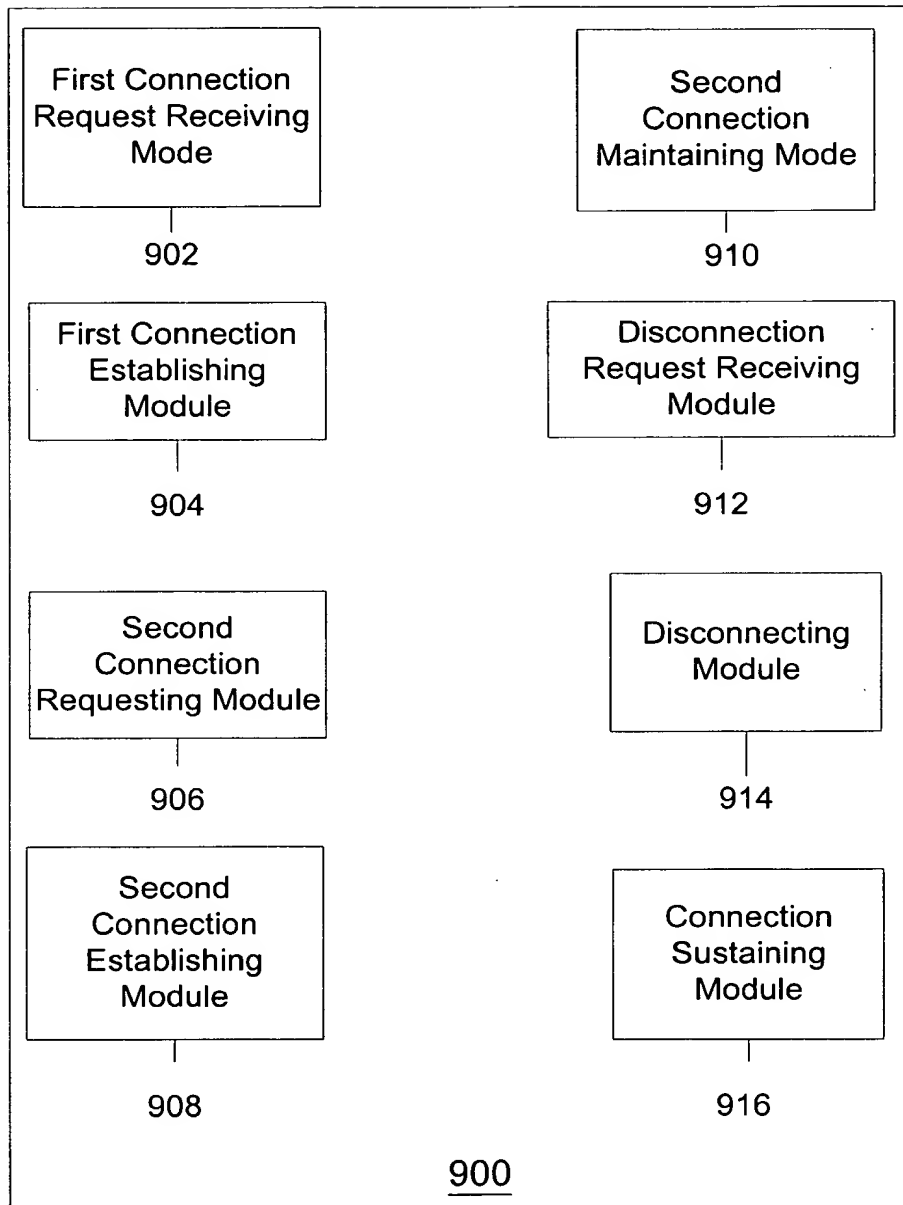 First Connection
Request Receiving
Mode
902
First Connection
Establishing
Module
904
Second
Connection
Requesting Module
906
Second
Connection
Establishing
Module
908
Second
Connection
Maintaining Mode
910
Disconnection
Request Receiving
Module
912
Disconnecting
Module
914
Connection
Sustaining
Module
916
900